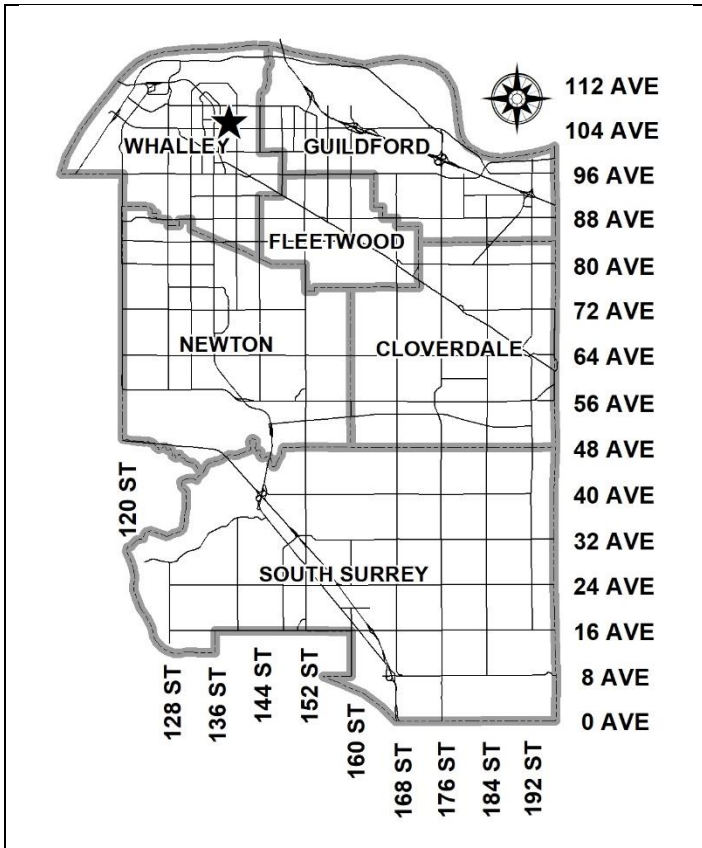 112 AVE
104 AVE
WHALLEY GUILDFORD
96 AVE
88 AVE
FLEETWOOD
80 AVE
72 AVE
NEWTON CLOVERDALE
64 AVE
56 AVE
48 AVE
120 ST
40 AVE
32 AVE
SOUTH SURREY
24 AVE
16 AVE
8 AVE
0 AVE
128 ST
136 ST
144 ST
152 ST
160 ST
168 ST
176 ST
184 ST
192 ST